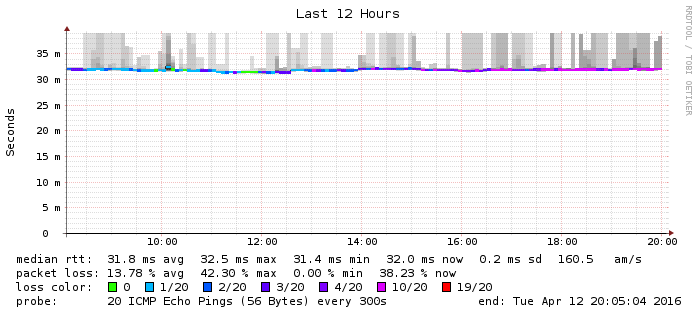 Last 12 Hours
RRDTOOL / TOBI OETIKER
Seconds
35 m
30 m
25 m
20 m
15 m
10 m
5 m
0
10:00 12:00 14:00 16:00 18:00 20:00
median rtt: 31.8 ms avg 32.5 ms max 31.4 ms min 32.0 ms now 0.2 ms sd 160.5 am/s
packet loss: 13.78 % avg 42.30 % max 0.00 % min 38.23 % now
loss color: 0 1/20 2/20 3/20 4/20 10/20 19/20
probe: 20 ICMP Echo Pings (56 Bytes) every 300s end: Tue Apr 12 20:05:04 2016